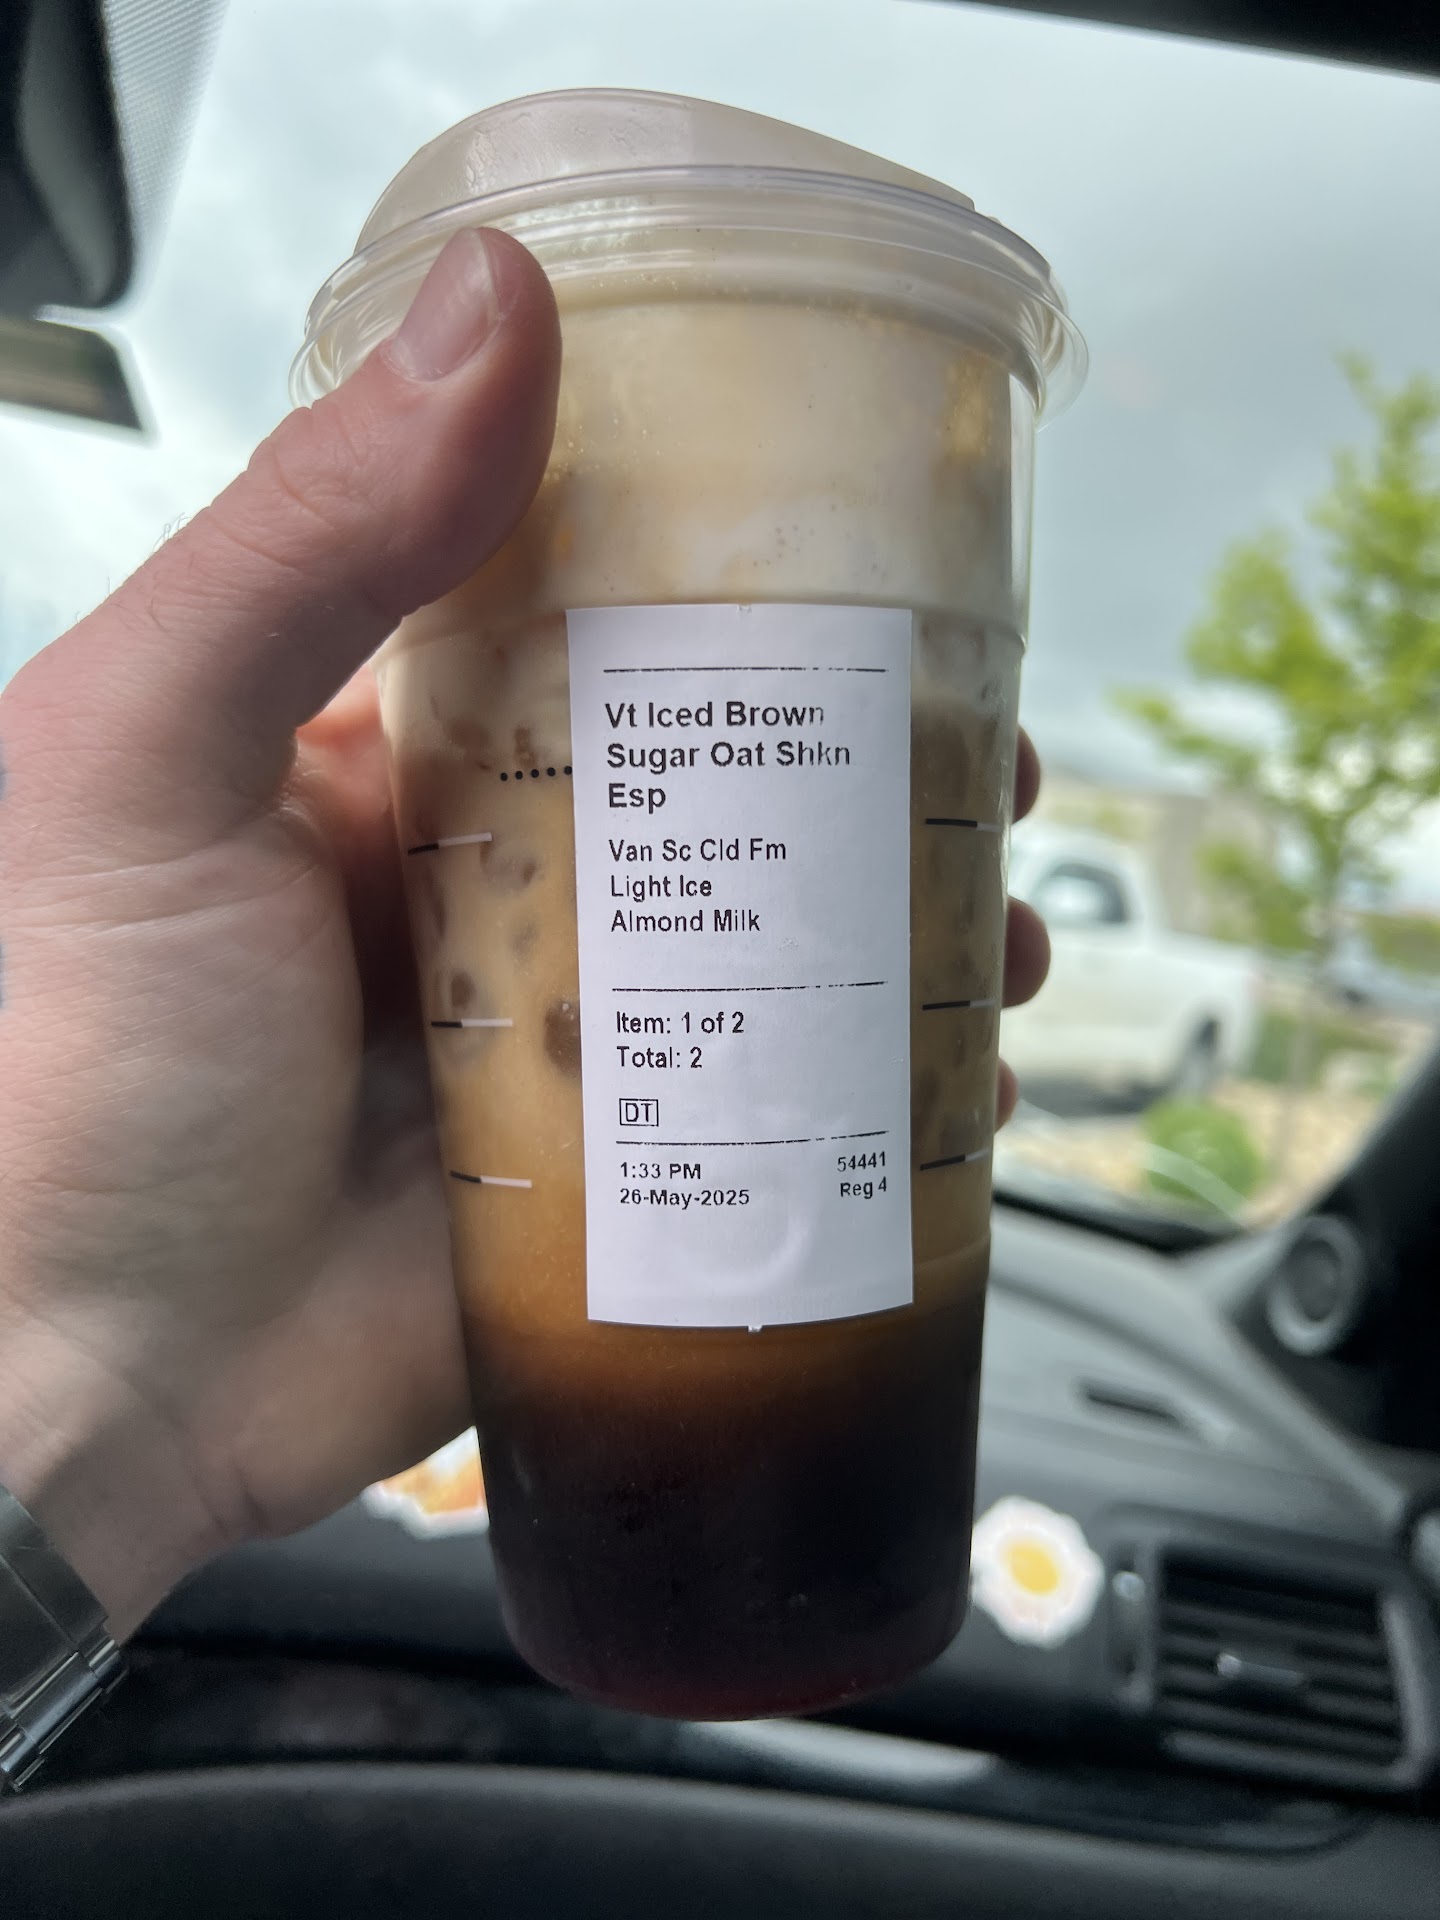 Vt Iced Brown
Sugar Oat Shkn
Esp
Van Sc Cld Fm
Light Ice
Almond Milk
Item: 1 of 2
Total: 2
DT
1:33 PM 54441
26-May-2025 Reg 4